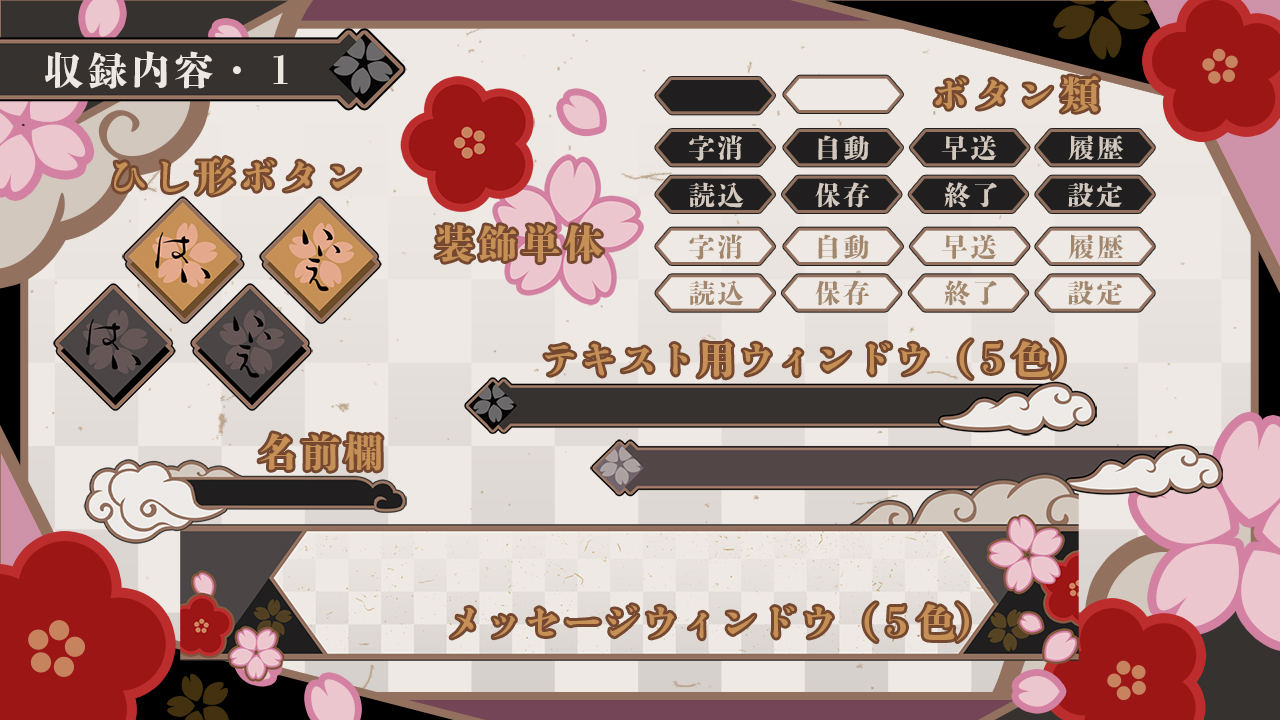 収録内容・1
ボタン類
字消 自動 早送 履歴
読込 保存 終了 設定
字消 自動 早送 履歴
読込 保存 終了 設定
ひし形ボタン
はい いいえ
はい いいえ
装飾単体
テキスト用ウィンドウ（5色）
名前欄
メッセージウィンドウ（5色）